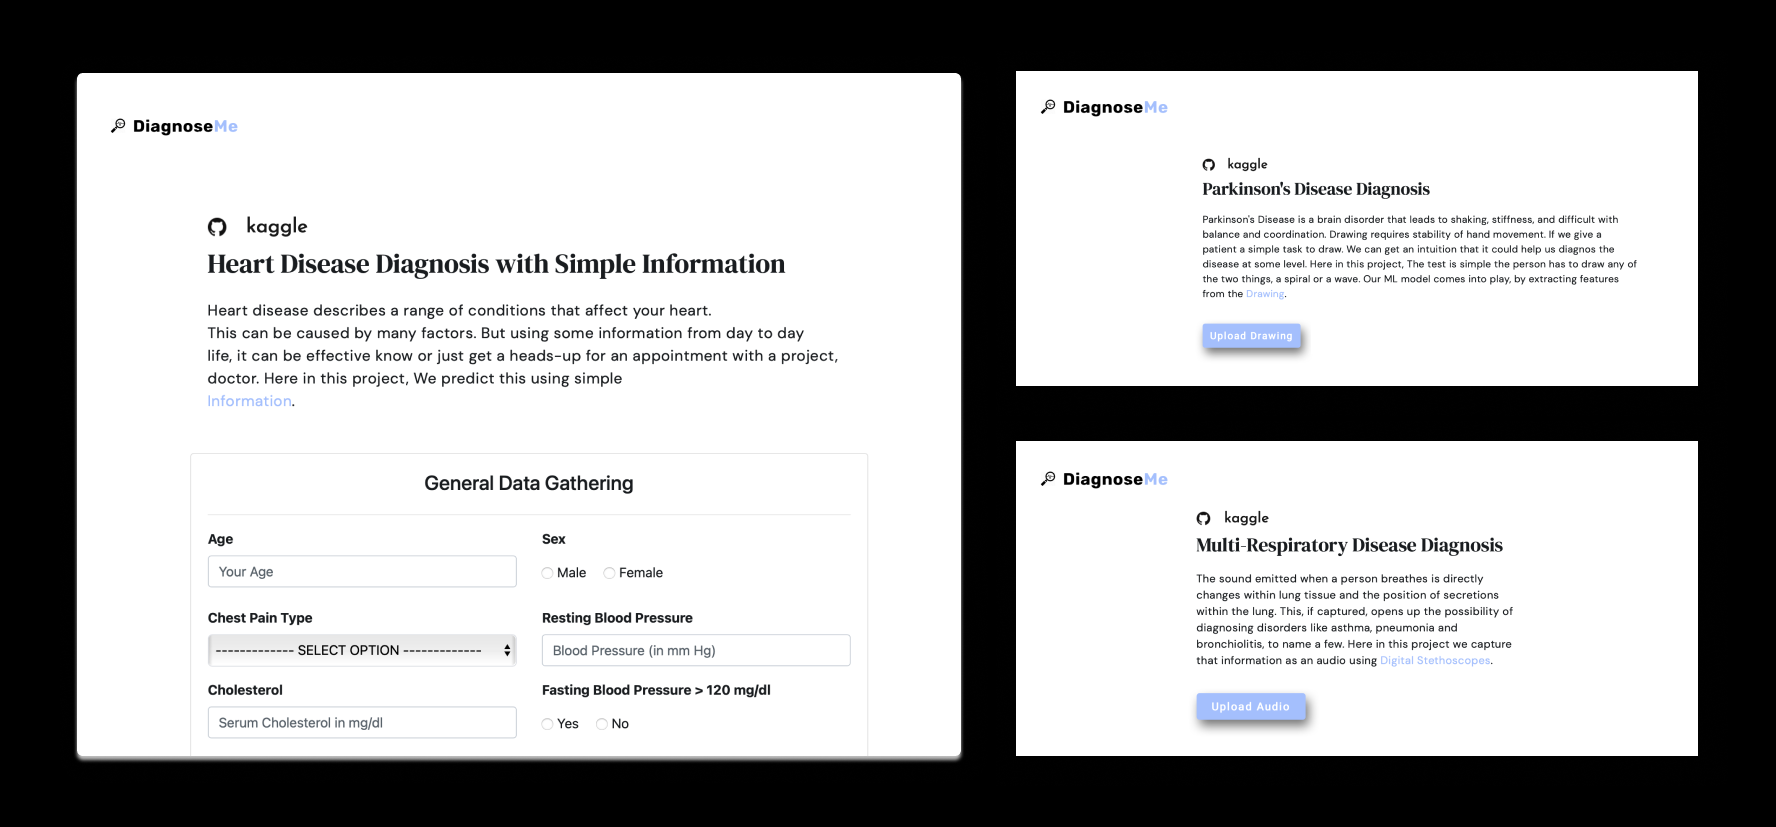 DiagnoseMe
kaggle
Heart Disease Diagnosis with Simple Information
Heart disease describes a range of conditions that affect your heart.
This can be caused by many factors. But using some information from day to day
life, it can be effective know or just get a heads-up for an appointment with a project,
doctor. Here in this project, We predict this using simple
Information.
General Data Gathering
Age
Sex
Your Age
Male
Female
Chest Pain Type
Resting Blood Pressure
------------- SELECT OPTION -------------
Blood Pressure (in mm Hg)
Cholesterol
Fasting Blood Pressure > 120 mg/dl
Serum Cholesterol in mg/dl
Yes
No
DiagnoseMe
kaggle
Parkinson's Disease Diagnosis
Parkinson's Disease is a brain disorder that leads to shaking, stiffness, and difficult with
balance and coordination. Drawing requires stability of hand movement. If we give a
patient a simple task to draw. We can get an intuition that it could help us diagnos the
disease at some level. Here in this project, The test is simple the person has to draw any of
the two things, a spiral or a wave. Our ML model comes into play, by extracting features
from the Drawing.
Upload Drawing
DiagnoseMe
kaggle
Multi-Respiratory Disease Diagnosis
The sound emitted when a person breathes is directly
changes within lung tissue and the position of secretions
within the lung. This, if captured, opens up the possibility of
diagnosing disorders like asthma, pneumonia and
bronchiolitis, to name a few. Here in this project we capture
that information as an audio using Digital Stethoscopes.
Upload Audio